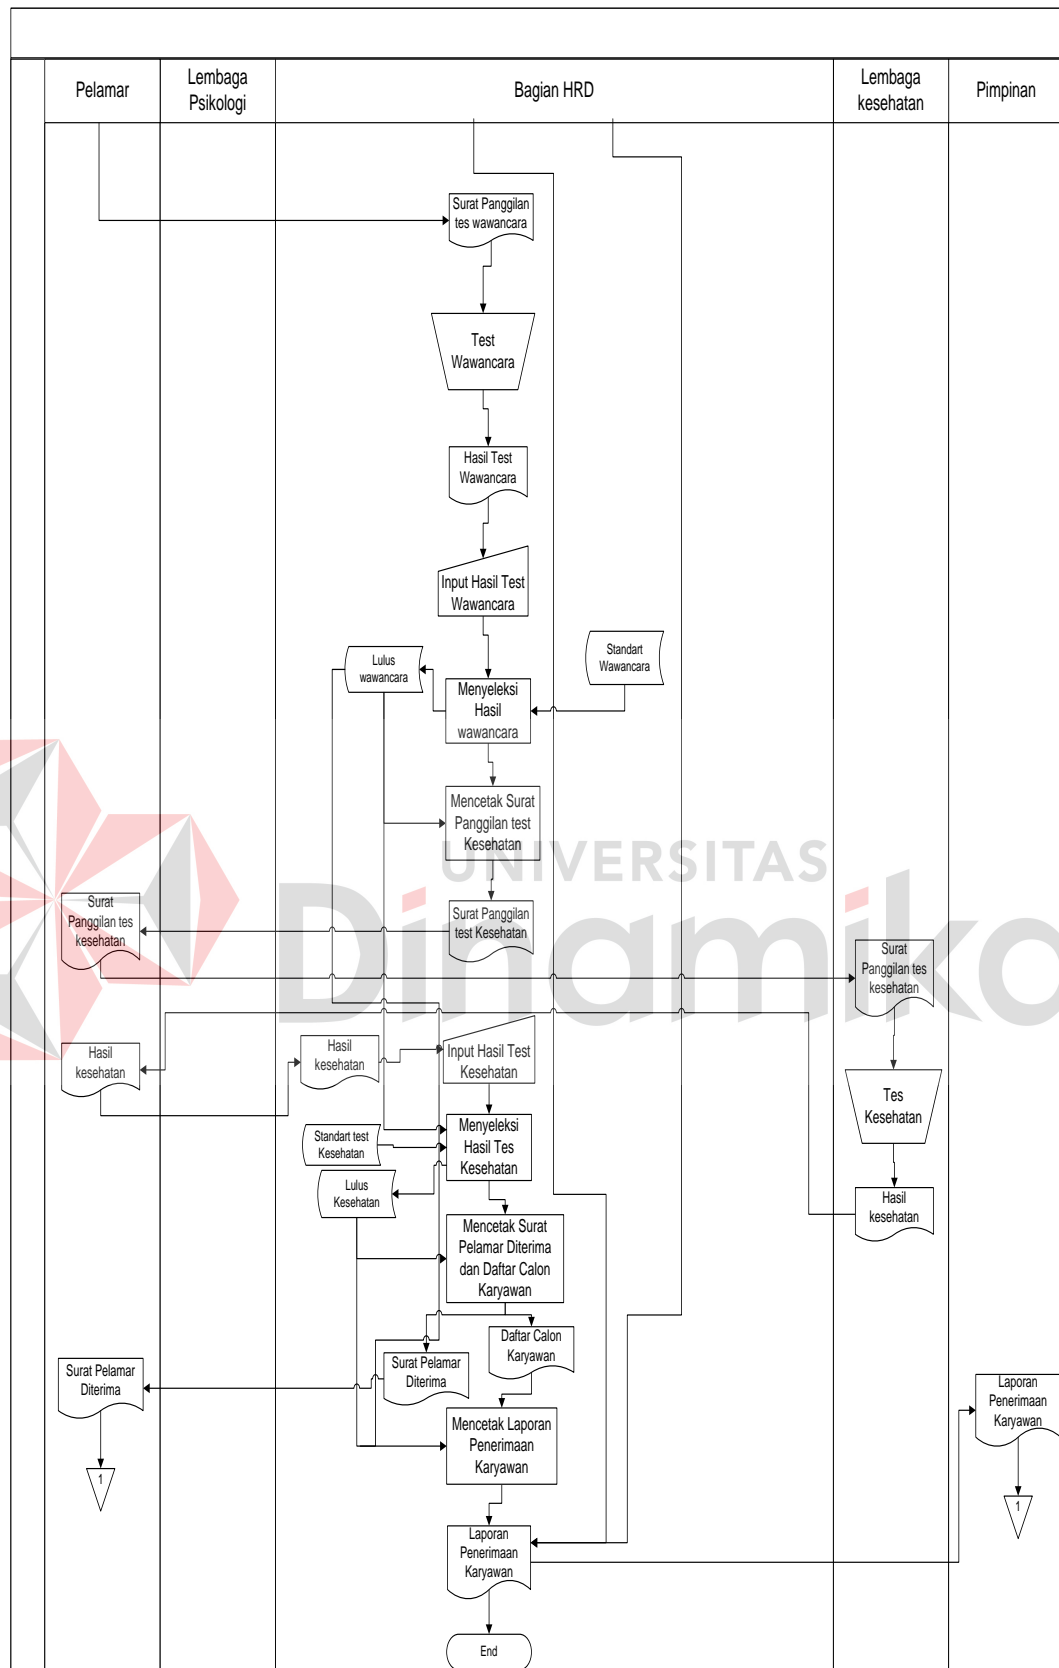 Pelamar
Lembaga
Psikologi
Bagian HRD
Lembaga
kesehatan
Pimpinan
Surat Panggilan
tes wawancara
Test
Wawancara
Hasil Test
Wawancara
Input Hasil Test
Wawancara
Lulus
wawancara
Standart
Wawancara
Menyeleksi
Hasil
wawancara
Mencetak Surat
Panggilan test
Kesehatan
UNIVERSITAS
Dinamika
Surat
Panggilan tes
kesehatan
Surat Panggilan
test Kesehatan
Surat
Panggilan tes
kesehatan
Hasil
kesehatan
Hasil
kesehatan
Input Hasil Test
Kesehatan
Tes
Kesehatan
Standart test
Kesehatan
Menyeleksi
Hasil Tes
Kesehatan
Lulus
Kesehatan
Hasil
kesehatan
Mencetak Surat
Pelamar Diterima
dan Daftar Calon
Karyawan
Daftar Calon
Karyawan
Surat Pelamar
Diterima
Surat Pelamar
Diterima
Laporan
Penerimaan
Karyawan
Mencetak Laporan
Penerimaan
Karyawan
1
1
Laporan
Penerimaan
Karyawan
End